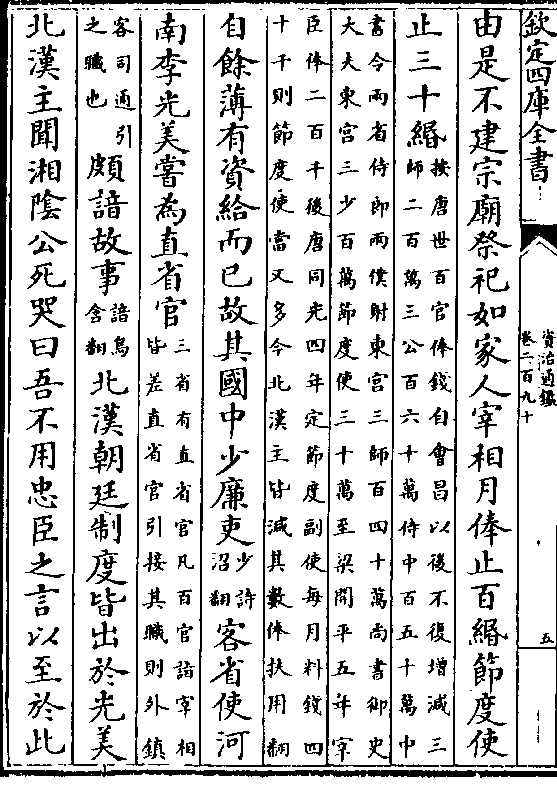 欽定四庫全書
資治通鑑
卷二百九十
五
由是不建宗廟祭祀如家人宰相月俸止百緡節度使
止三十緡
按唐世百官俸錢自會昌以後不復增減三
師二百萬三公百六十萬侍中百五十萬中
書令兩省侍郎兩僕射東宮三師百四十萬尚書御史
大夫東宮三少百萬節度使三十萬至梁開平五年宰
臣俸二百千後唐同光四年定節度副使每月料錢四
十千則節度使當又多今北漢主皆減其數俸扶用翻
自餘薄有資給而已故其國中少廉吏
少詩
沼翻
客省使河
南李光美嘗為直省官
三省有直省官凡百官詣宰相
皆差直省官引接其職則外鎮
客司通引
之職也
頗諳故事
諳烏
含翻
北漢朝廷制度皆出於光美
北漢主聞湘陰公死哭曰吾不用忠臣之言以至於此